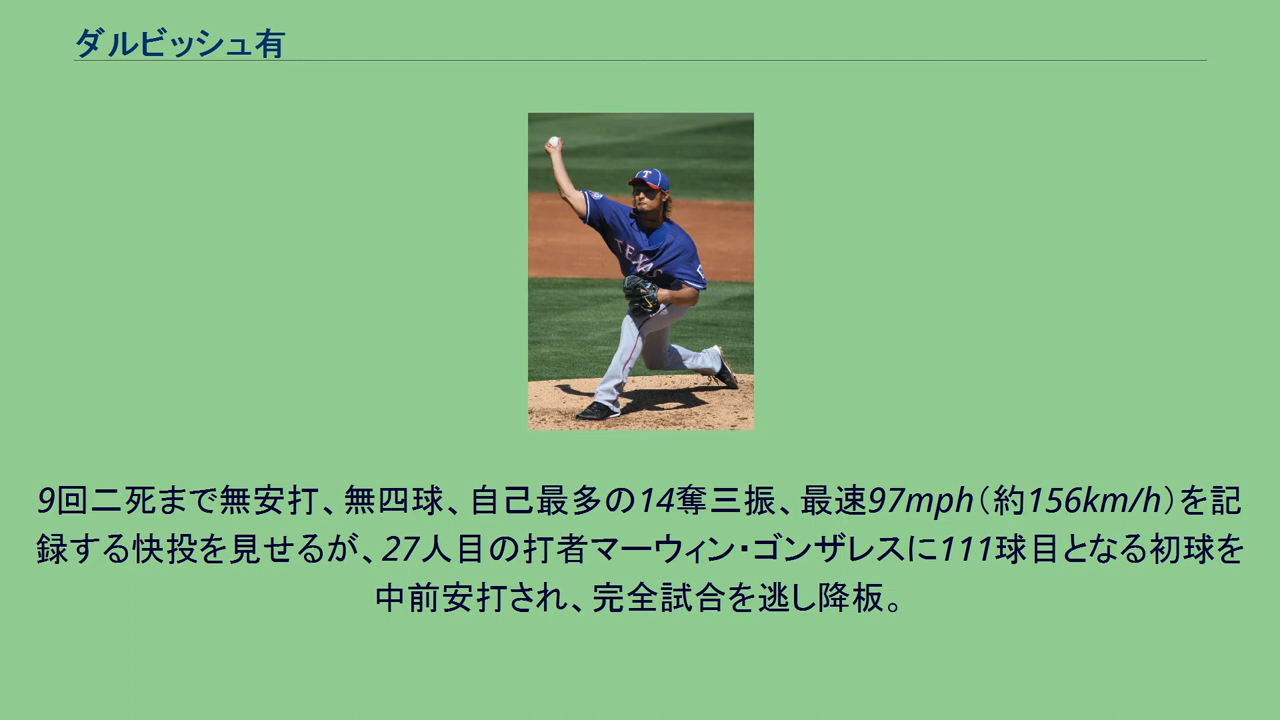 ダルビッシュ有
T
TEXAS
9回二死まで無安打、無四球、自己最多の14奪三振、最速97mph（約156km/h）を記
録する快投を見せるが、27人目の打者マーウィン・ゴンザレスに111球目となる初球を
中前安打され、完全試合を逃し降板。